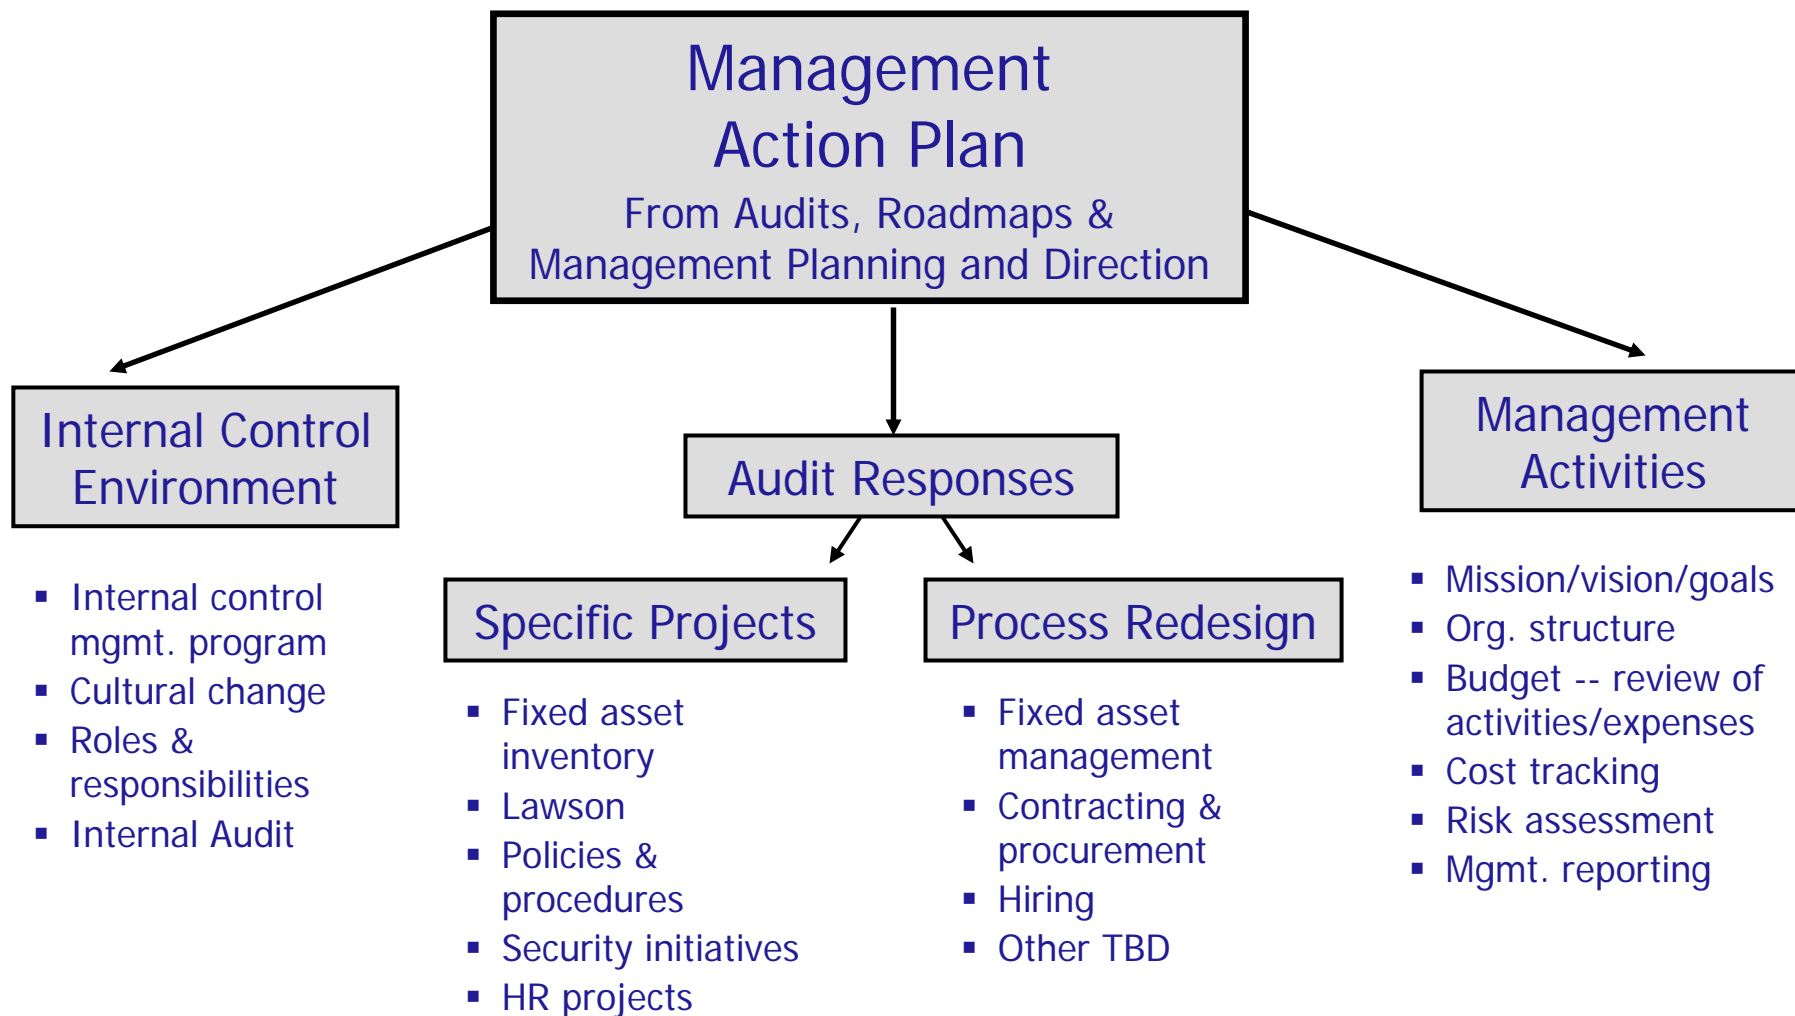 Management
Action Plan
From Audits, Roadmaps &
Management Planning and Direction
Internal Control
Environment
▪ Internal control
mgmt. program
▪ Cultural change
▪ Roles &
responsibilities
▪ Internal Audit
Audit Responses
Specific Projects
▪ Fixed asset
inventory
▪ Lawson
▪ Policies &
procedures
▪ Security initiatives
▪ HR projects
Process Redesign
▪ Fixed asset
management
▪ Contracting &
procurement
▪ Hiring
▪ Other TBD
Management
Activities
▪ Mission/vision/goals
▪ Org. structure
▪ Budget -- review of
activities/expenses
▪ Cost tracking
▪ Risk assessment
▪ Mgmt. reporting